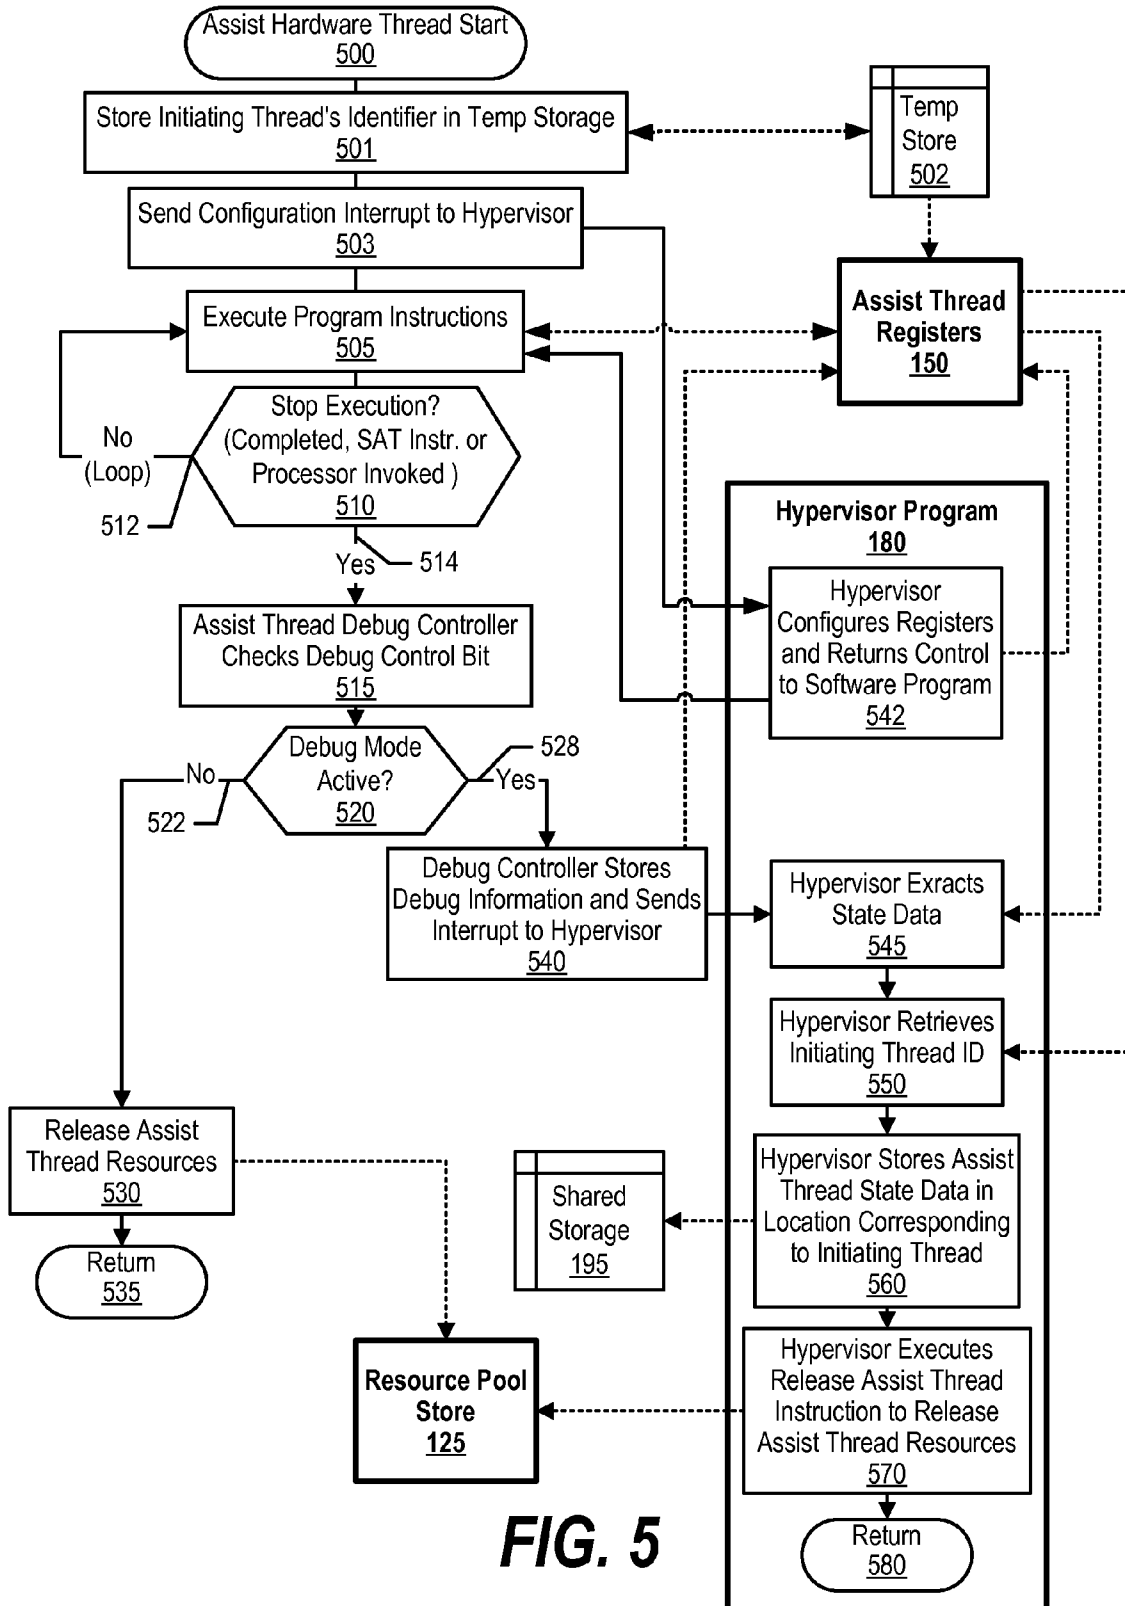 Assist Hardware Thread Start
500
Store Initiating Thread's Identifier in Temp Storage
501
Temp
Store
502
Send Configuration Interrupt to Hypervisor
503
Assist Thread
Registers
150
Execute Program Instructions
505
Stop Execution?
(Completed, SAT Instr. or
Processor Invoked )
510
No
(Loop)
512
Yes
514
Hypervisor Program
180
Hypervisor
Configures Registers
and Returns Control
to Software Program
542
Assist Thread Debug Controller
Checks Debug Control Bit
515
Debug Mode
Active?
520
No
522
Yes
528
Debug Controller Stores
Debug Information and Sends
Interrupt to Hypervisor
540
Hypervisor Exracts
State Data
545
Hypervisor Retrieves
Initiating Thread ID
550
Release Assist
Thread Resources
530
Return
535
Shared
Storage
195
Hypervisor Stores Assist
Thread State Data in
Location Corresponding
to Initiating Thread
560
Resource Pool
Store
125
Hypervisor Executes
Release Assist Thread
Instruction to Release
Assist Thread Resources
570
Return
580
FIG. 5